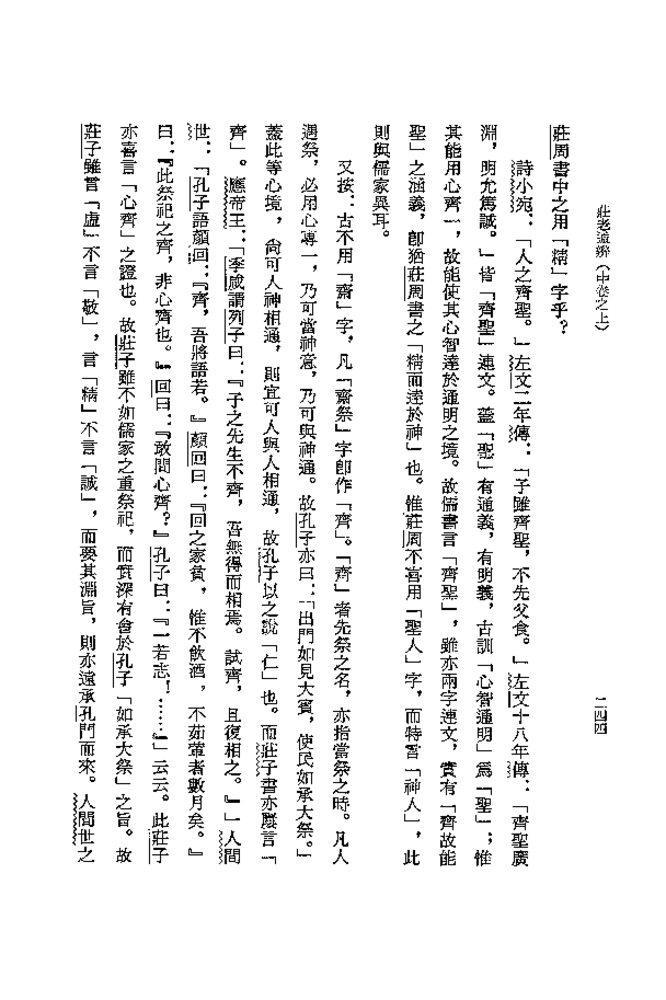 莊老通辨（中卷之上）
二四四
莊周書中之用「精」字乎？
詩小宛：「人之齊聖。」左文二年傳：「子雖齊聖，不先父食。」左文十八年傳：「齊聖廣
淵，明允篤誠。」皆「齊聖」連文。蓋「聖」有通義，有明義，古訓「心智通明」爲「聖」；惟
其能用心齊一，故能使其心智達於通明之境。故儒書言「齊聖」，雖亦兩字連文，實有「齊故能
聖」之涵義，卽猶莊周書之「精而達於神」也。惟莊周不喜用「聖人」字，而特言「神人」，此
則與儒家異耳。
又按：古不用「齋」字，凡「齋祭」字卽作「齊」。「齊」者先祭之名，亦指當祭之時。凡人
遇祭，必用心專一，乃可當神意，乃可與神通。故孔子亦曰：「出門如見大賓，使民如承大祭。」
蓋此等心境，尙可人神相通，則宜可人與人相通，故孔子以之說「仁」也。而莊子書亦屢言「
齊」。應帝王：「季咸謂列子曰：『子之先生不齊，吾無得而相焉。試齊，且復相之。』」人間
世：「孔子語顏回：『齊，吾將語若。』顏回曰：『回之家貧，惟不飲酒，不茹葷者數月矣。』
曰：『此祭祀之齊，非心齊也。』回曰：『敢問心齊？』孔子曰：『一若志！……』」云云。此莊子
亦喜言「心齊」之證也。故莊子雖不如儒家之重祭祀，而實深有會於孔子「如承大祭」之旨。故
莊子雖言「虛」不言「敬」，言「精」不言「誠」，而要其淵旨，則亦遠承孔門而來。人間世之